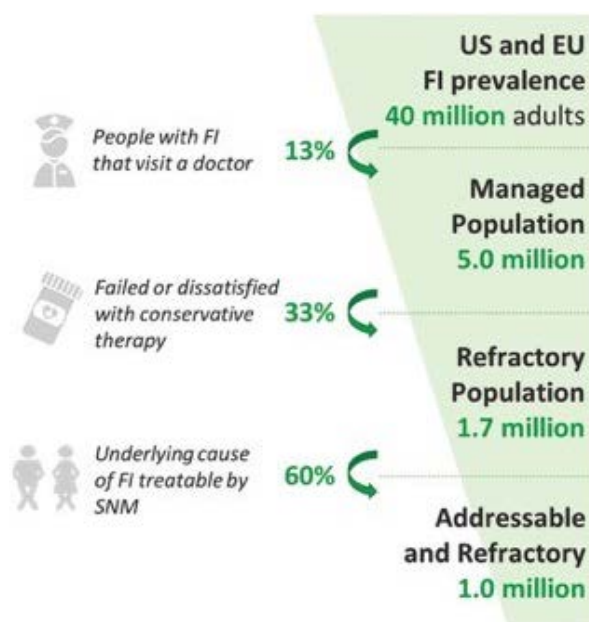 US and EU
FI prevalence
40 million adults
People with FI
that visit a doctor
13%
Managed
Population
5.0 million
Failed or dissatisfied
with conservative
therapy
33%
Refractory
Population
1.7 million
Underlying cause
of FI treatable by
SNM
60%
Addressable
and Refractory
1.0 million